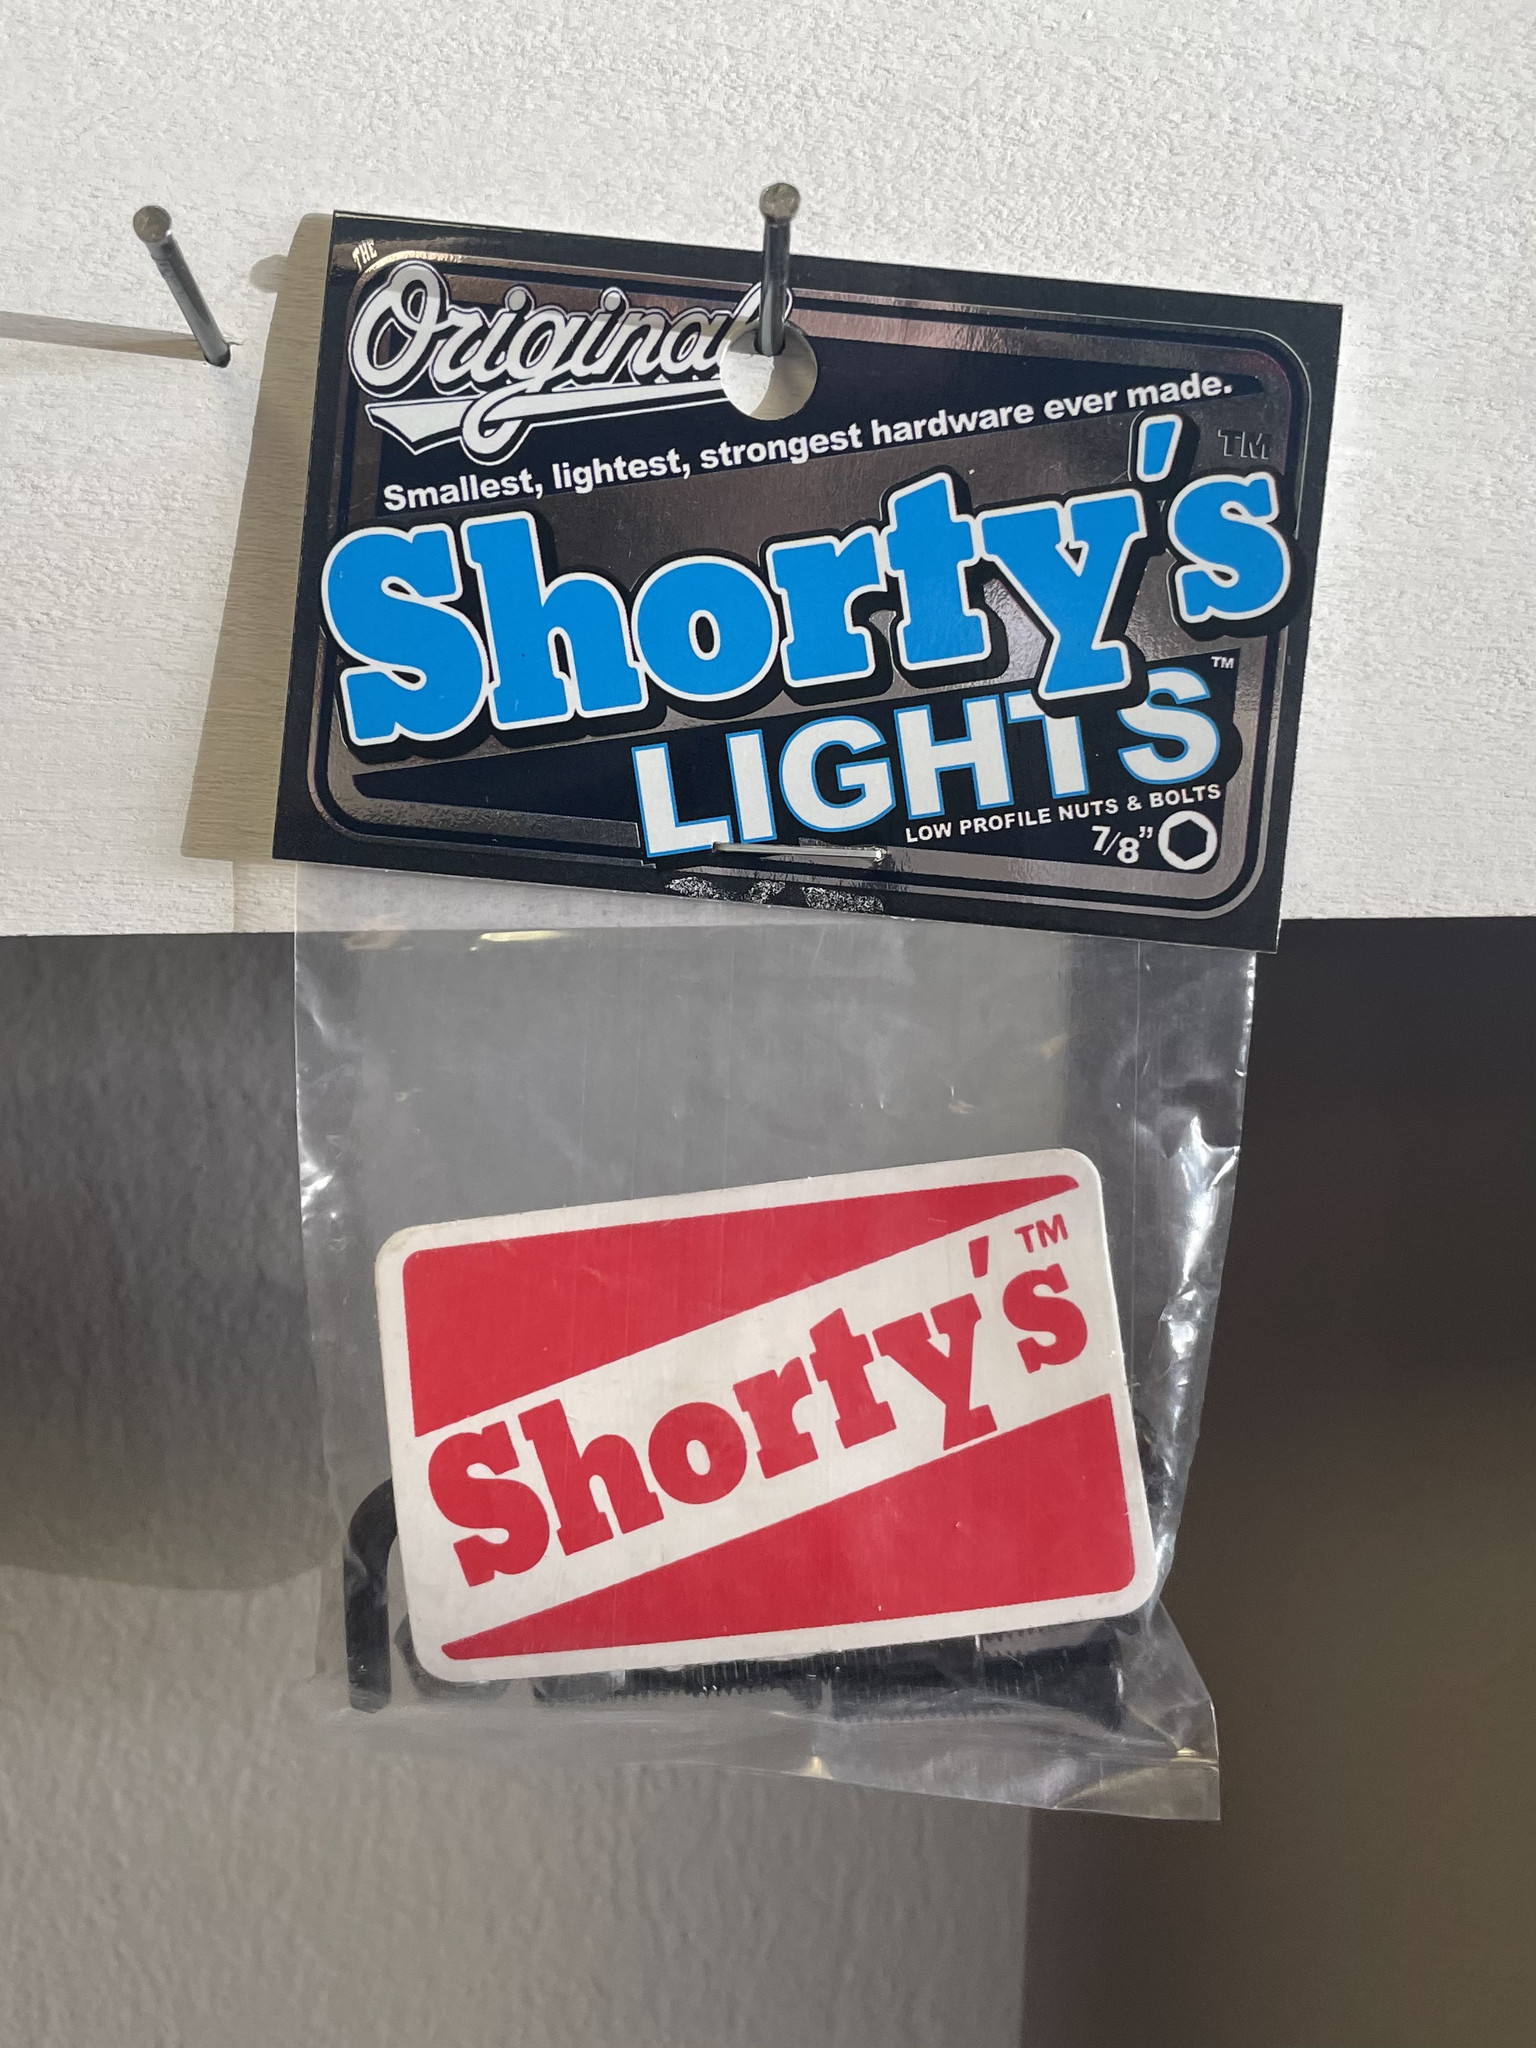 THE
Original
Smallest, lightest, strongest hardware ever made.
Shorty's TM
LIGHTS TM
LOW PROFILE NUTS & BOLTS
7/8"
Shorty's TM